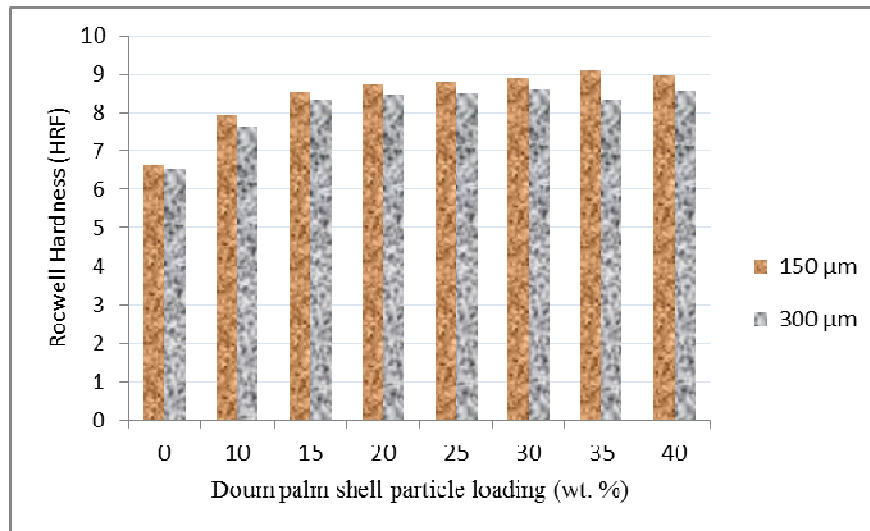 10
9
8
7
6
5
4
3
2
1
0
Rocwell Hardness (HRF)
0 10 15 20 25 30 35 40
Doum palm shell particle loading (wt. %)
150 µm
300 µm